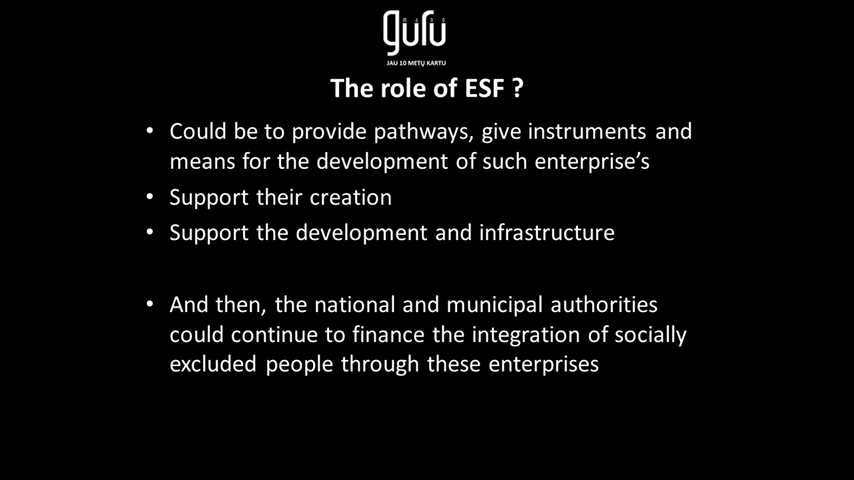 guru
JAU 10 METŲ KARTU
The role of ESF ?
• Could be to provide pathways, give instruments and
means for the development of such enterprise’s
• Support their creation
• Support the development and infrastructure
• And then, the national and municipal authorities
could continue to finance the integration of socially
excluded people through these enterprises